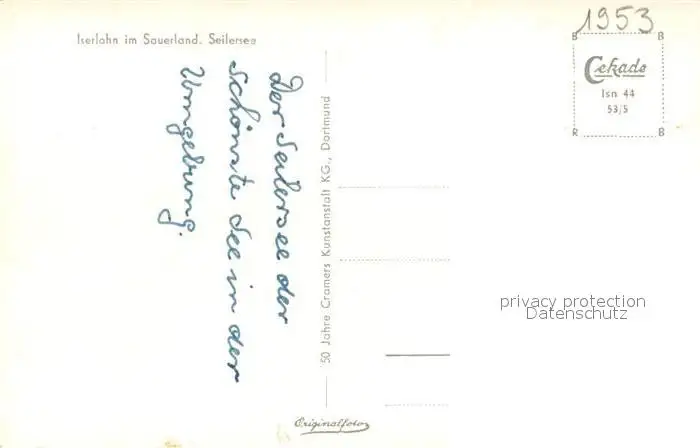 Iserlohn im Sauerland. Seilersee
Der Seilersee der
schönste See in der
Umgebung.
50 Jahre Cramers Kunstanstalt KG., Dortmund
Originalfoto
1953
B B
Cekade
Isn 44
53/5
R B
privacy protection
Datenschutz